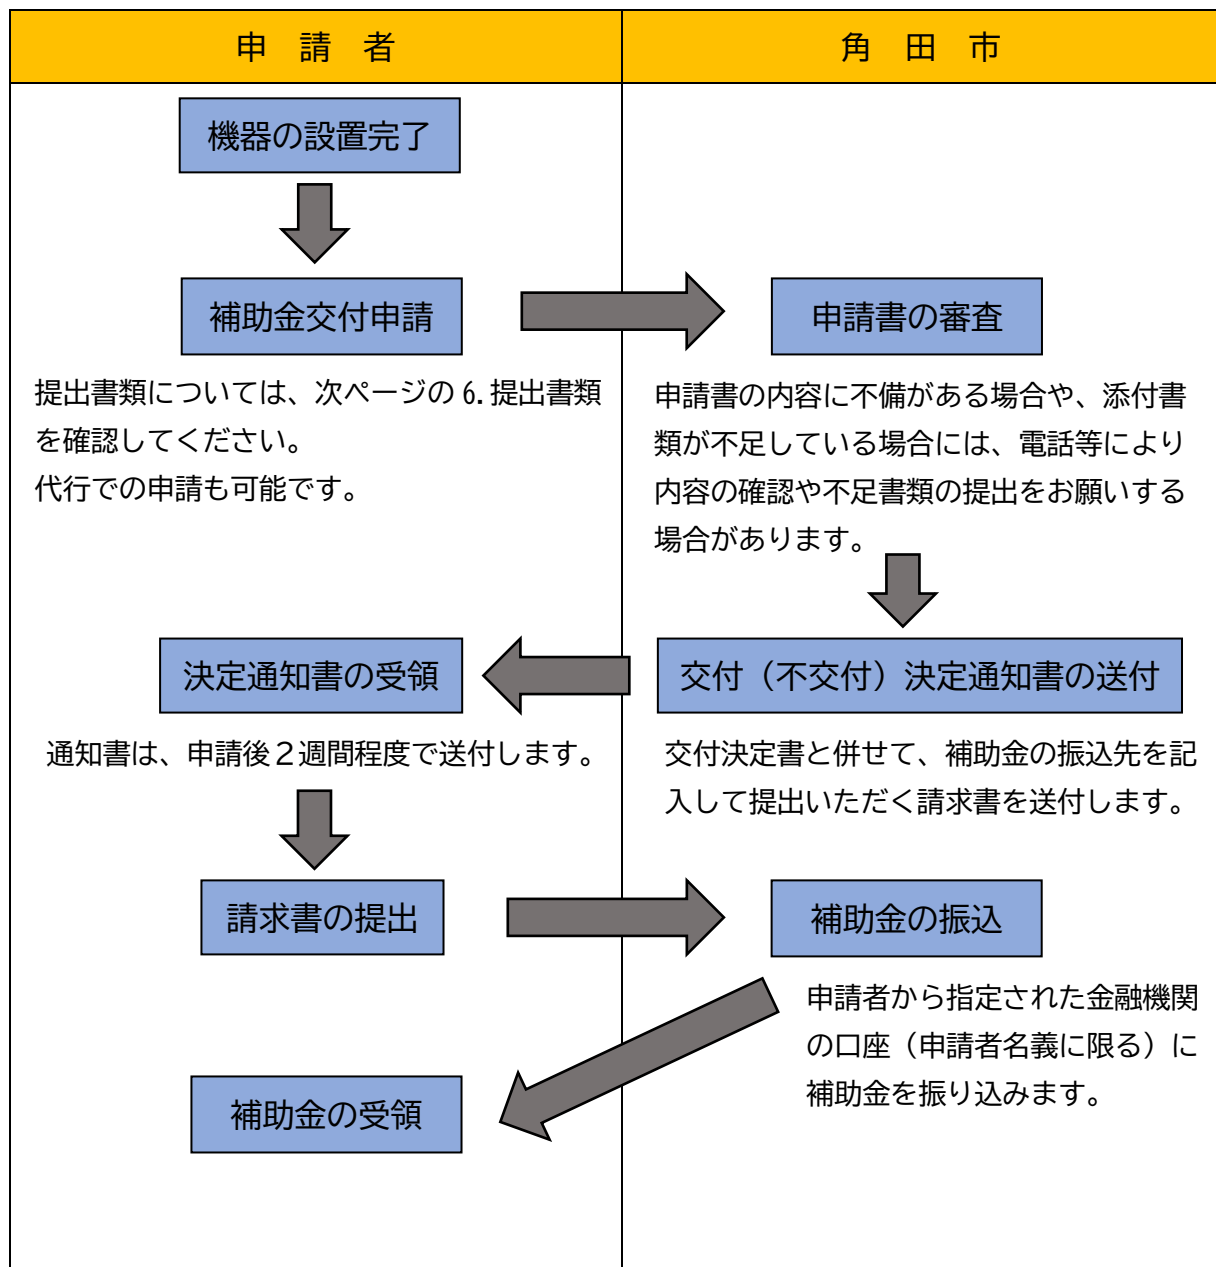 申 請 者
角 田 市
機器の設置完了
補助金交付申請
申請書の審査
提出書類については、次ページの 6. 提出書類
を確認してください。
代行での申請も可能です。
申請書の内容に不備がある場合や、添付書
類が不足している場合には、電話等により
内容の確認や不足書類の提出をお願いする
場合があります。
決定通知書の受領
交付（不交付）決定通知書の送付
通知書は、申請後２週間程度で送付します。
交付決定書と併せて、補助金の振込先を記
入して提出いただく請求書を送付します。
請求書の提出
補助金の振込
申請者から指定された金融機関
の口座（申請者名義に限る）に
補助金を振り込みます。
補助金の受領